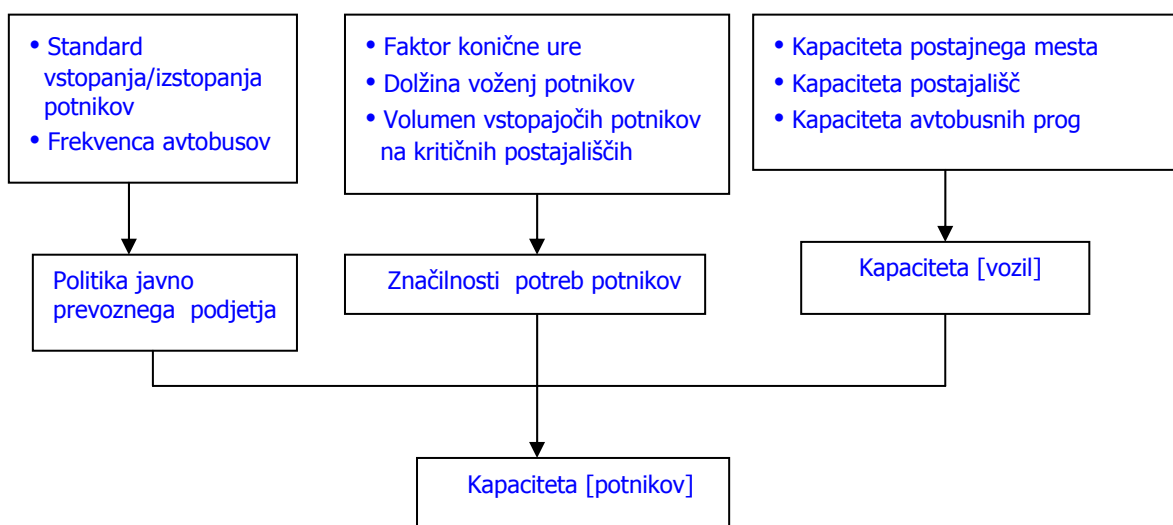 • Standard
vstopanja/izstopanja
potnikov
• Frekvenca avtobusov
• Faktor konične ure
• Dolžina voženj potnikov
• Volumen vstopajočih potnikov
na kritičnih postajališčih
• Kapaciteta postajnega mesta
• Kapaciteta postajališč
• Kapaciteta avtobusnih prog
Politika javno
prevoznega podjetja
Značilnosti potreb potnikov
Kapaciteta [vozil]
Kapaciteta [potnikov]